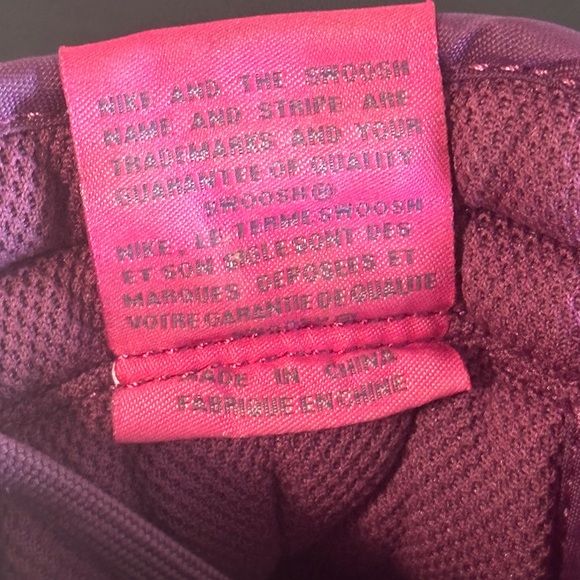 NIKE AND THE SWOOSH
NAME AND STRIPE ARE
TRADEMARKS AND YOUR
GUARANTEE OF QUALITY
SWOOSH®
NIKE, LE TERME SWOOSH
ET SON SIGLE SONT DES
MARQUES DEPOSEES ET
VOTRE GARANTIE DE QUALITE
MADE IN CHINA
FABRIQUE EN CHINE